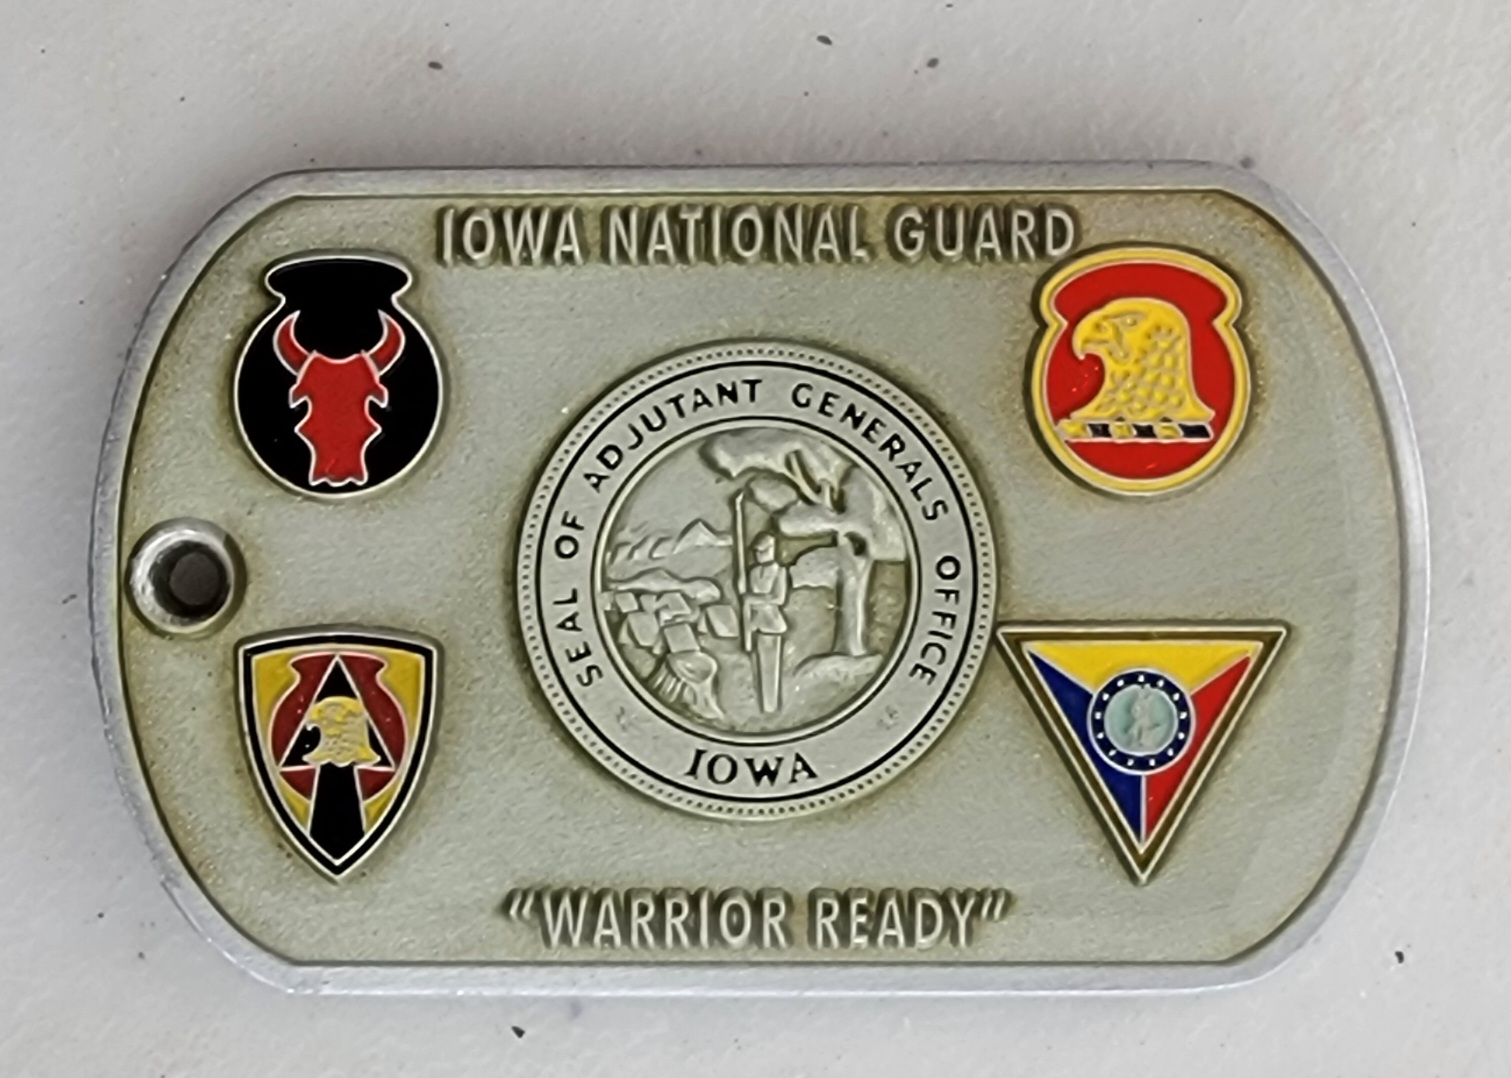 IOWA NATIONAL GUARD
SEAL OF ADJUTANT GENERALS OFFICE
IOWA
“WARRIOR READY”